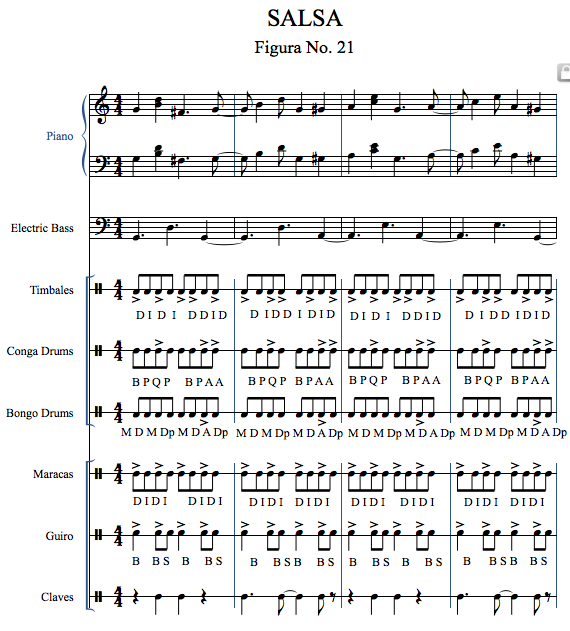 SALSA
Figura No. 21
Piano
Electric Bass
Timbales
D I D I D D I D D I D D I D I D D I D I D D I D D I D D I D I D
Conga Drums
B P Q P B P A A B P Q P B P A A B P Q P B P A A B P Q P B P A A
Bongo Drums
M D M Dp M D A Dp M D M Dp M D A Dp M D M Dp M D A Dp M D M Dp M D A Dp
Maracas
D I D I D I D I D I D I D I D I D I D I D I D I D I D I D I D I
Guiro
B B S B B S B B S B B S B B S B B S B B S B B S
Claves